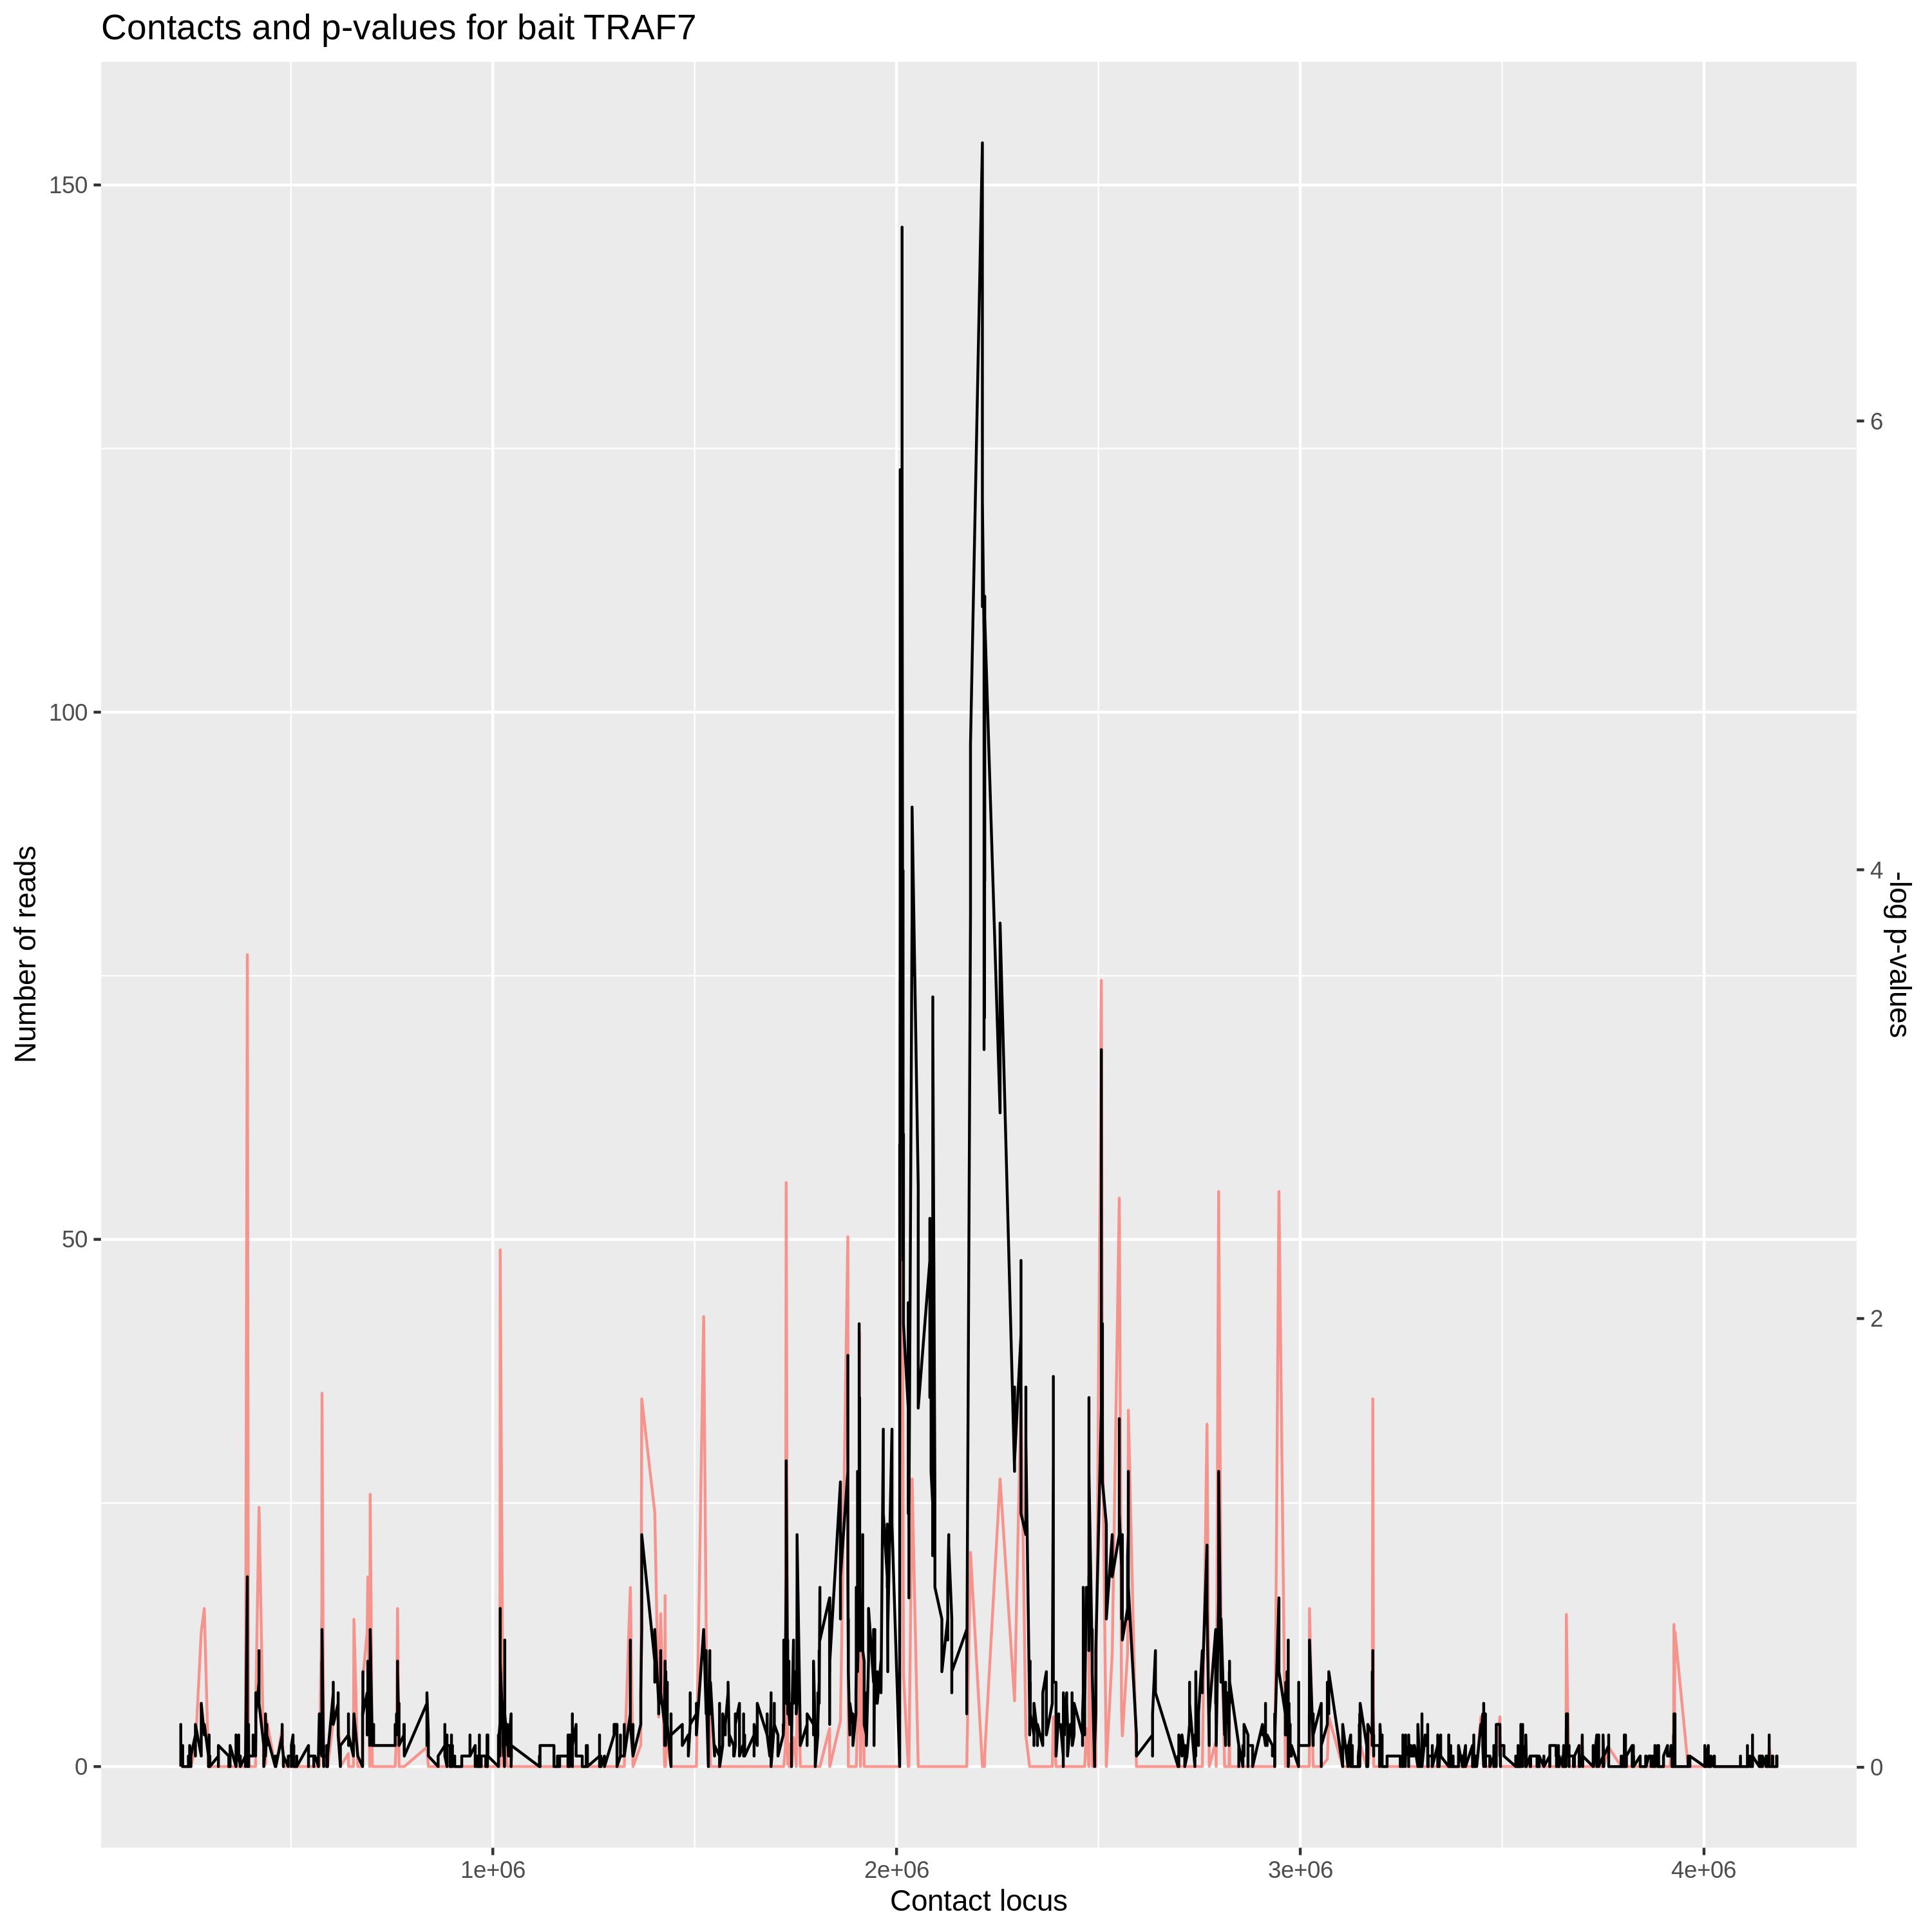 Contacts and p-values for bait TRAF7
150
100
50
0
Number of reads
6
4
2
0
-log p-values
1e+06
2e+06
3e+06
4e+06
Contact locus